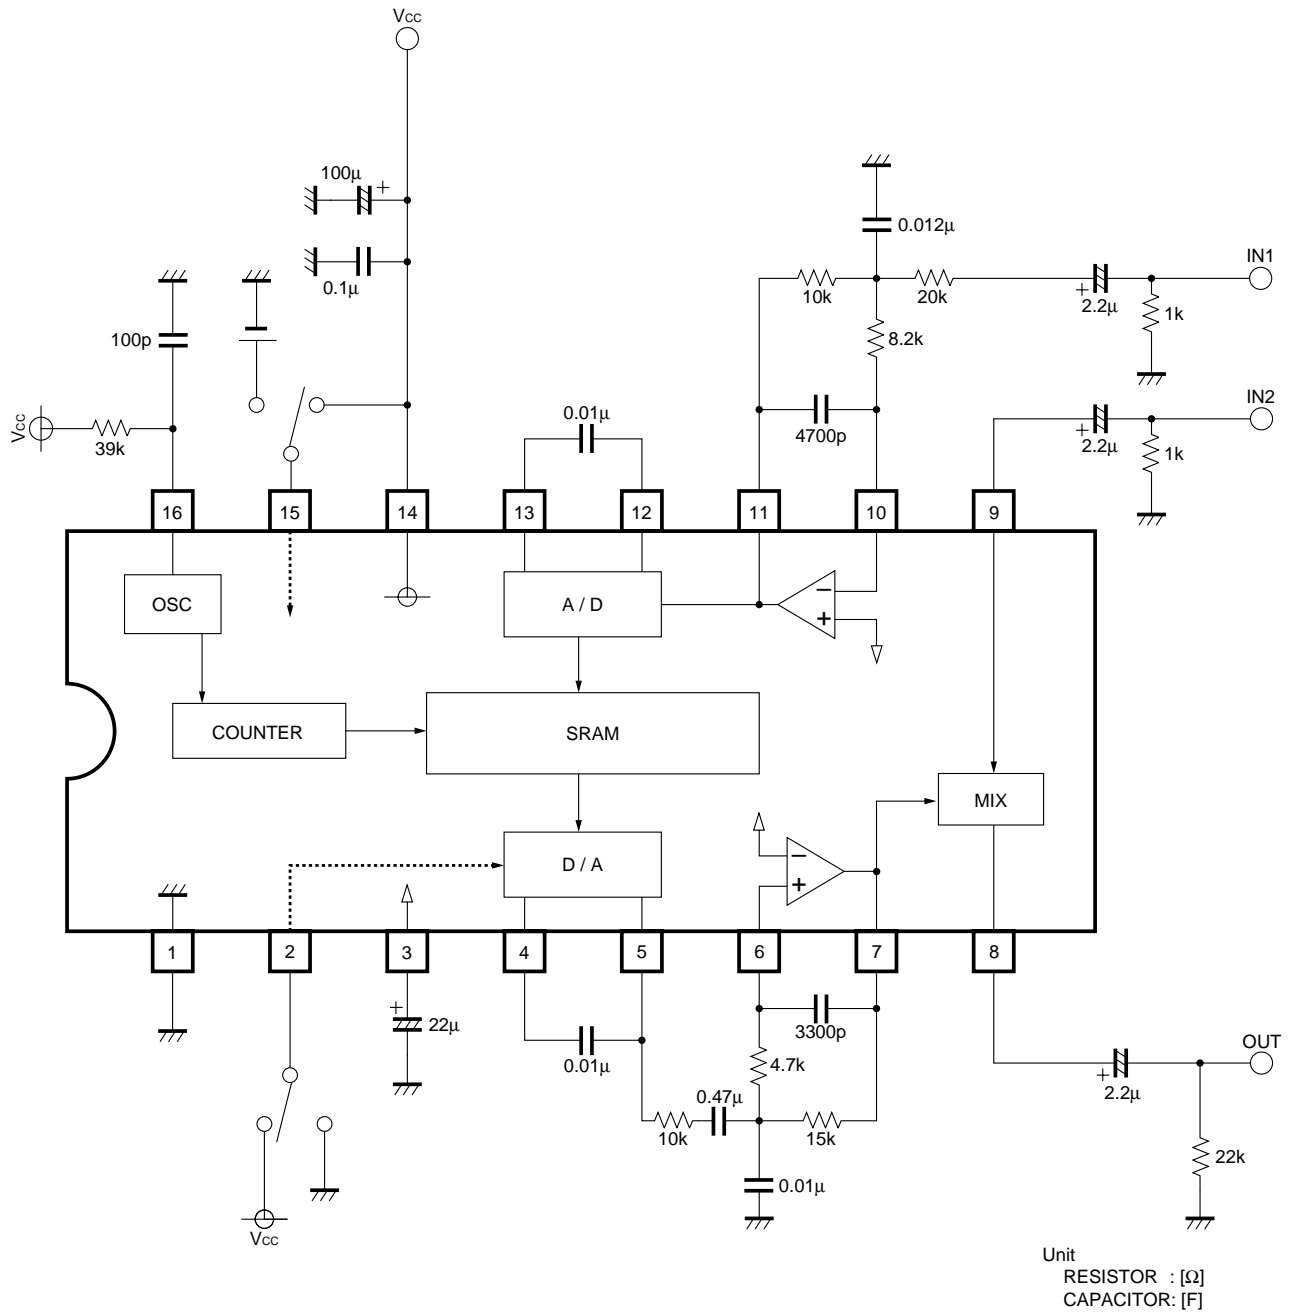 Vcc
100μ
+
0.1μ
100p
Vcc
39k
0.01μ
0.012μ
10k
20k
8.2k
4700p
+
2.2μ
1k
IN1
+
2.2μ
1k
IN2
16
15
14
13
12
11
10
9
OSC
A / D
−
+
COUNTER
SRAM
MIX
D / A
−
+
1
2
3
4
5
6
7
8
+
22μ
0.01μ
3300p
4.7k
0.47μ
10k
15k
0.01μ
Vcc
+
2.2μ
OUT
22k
Unit
RESISTOR : [Ω]
CAPACITOR: [F]